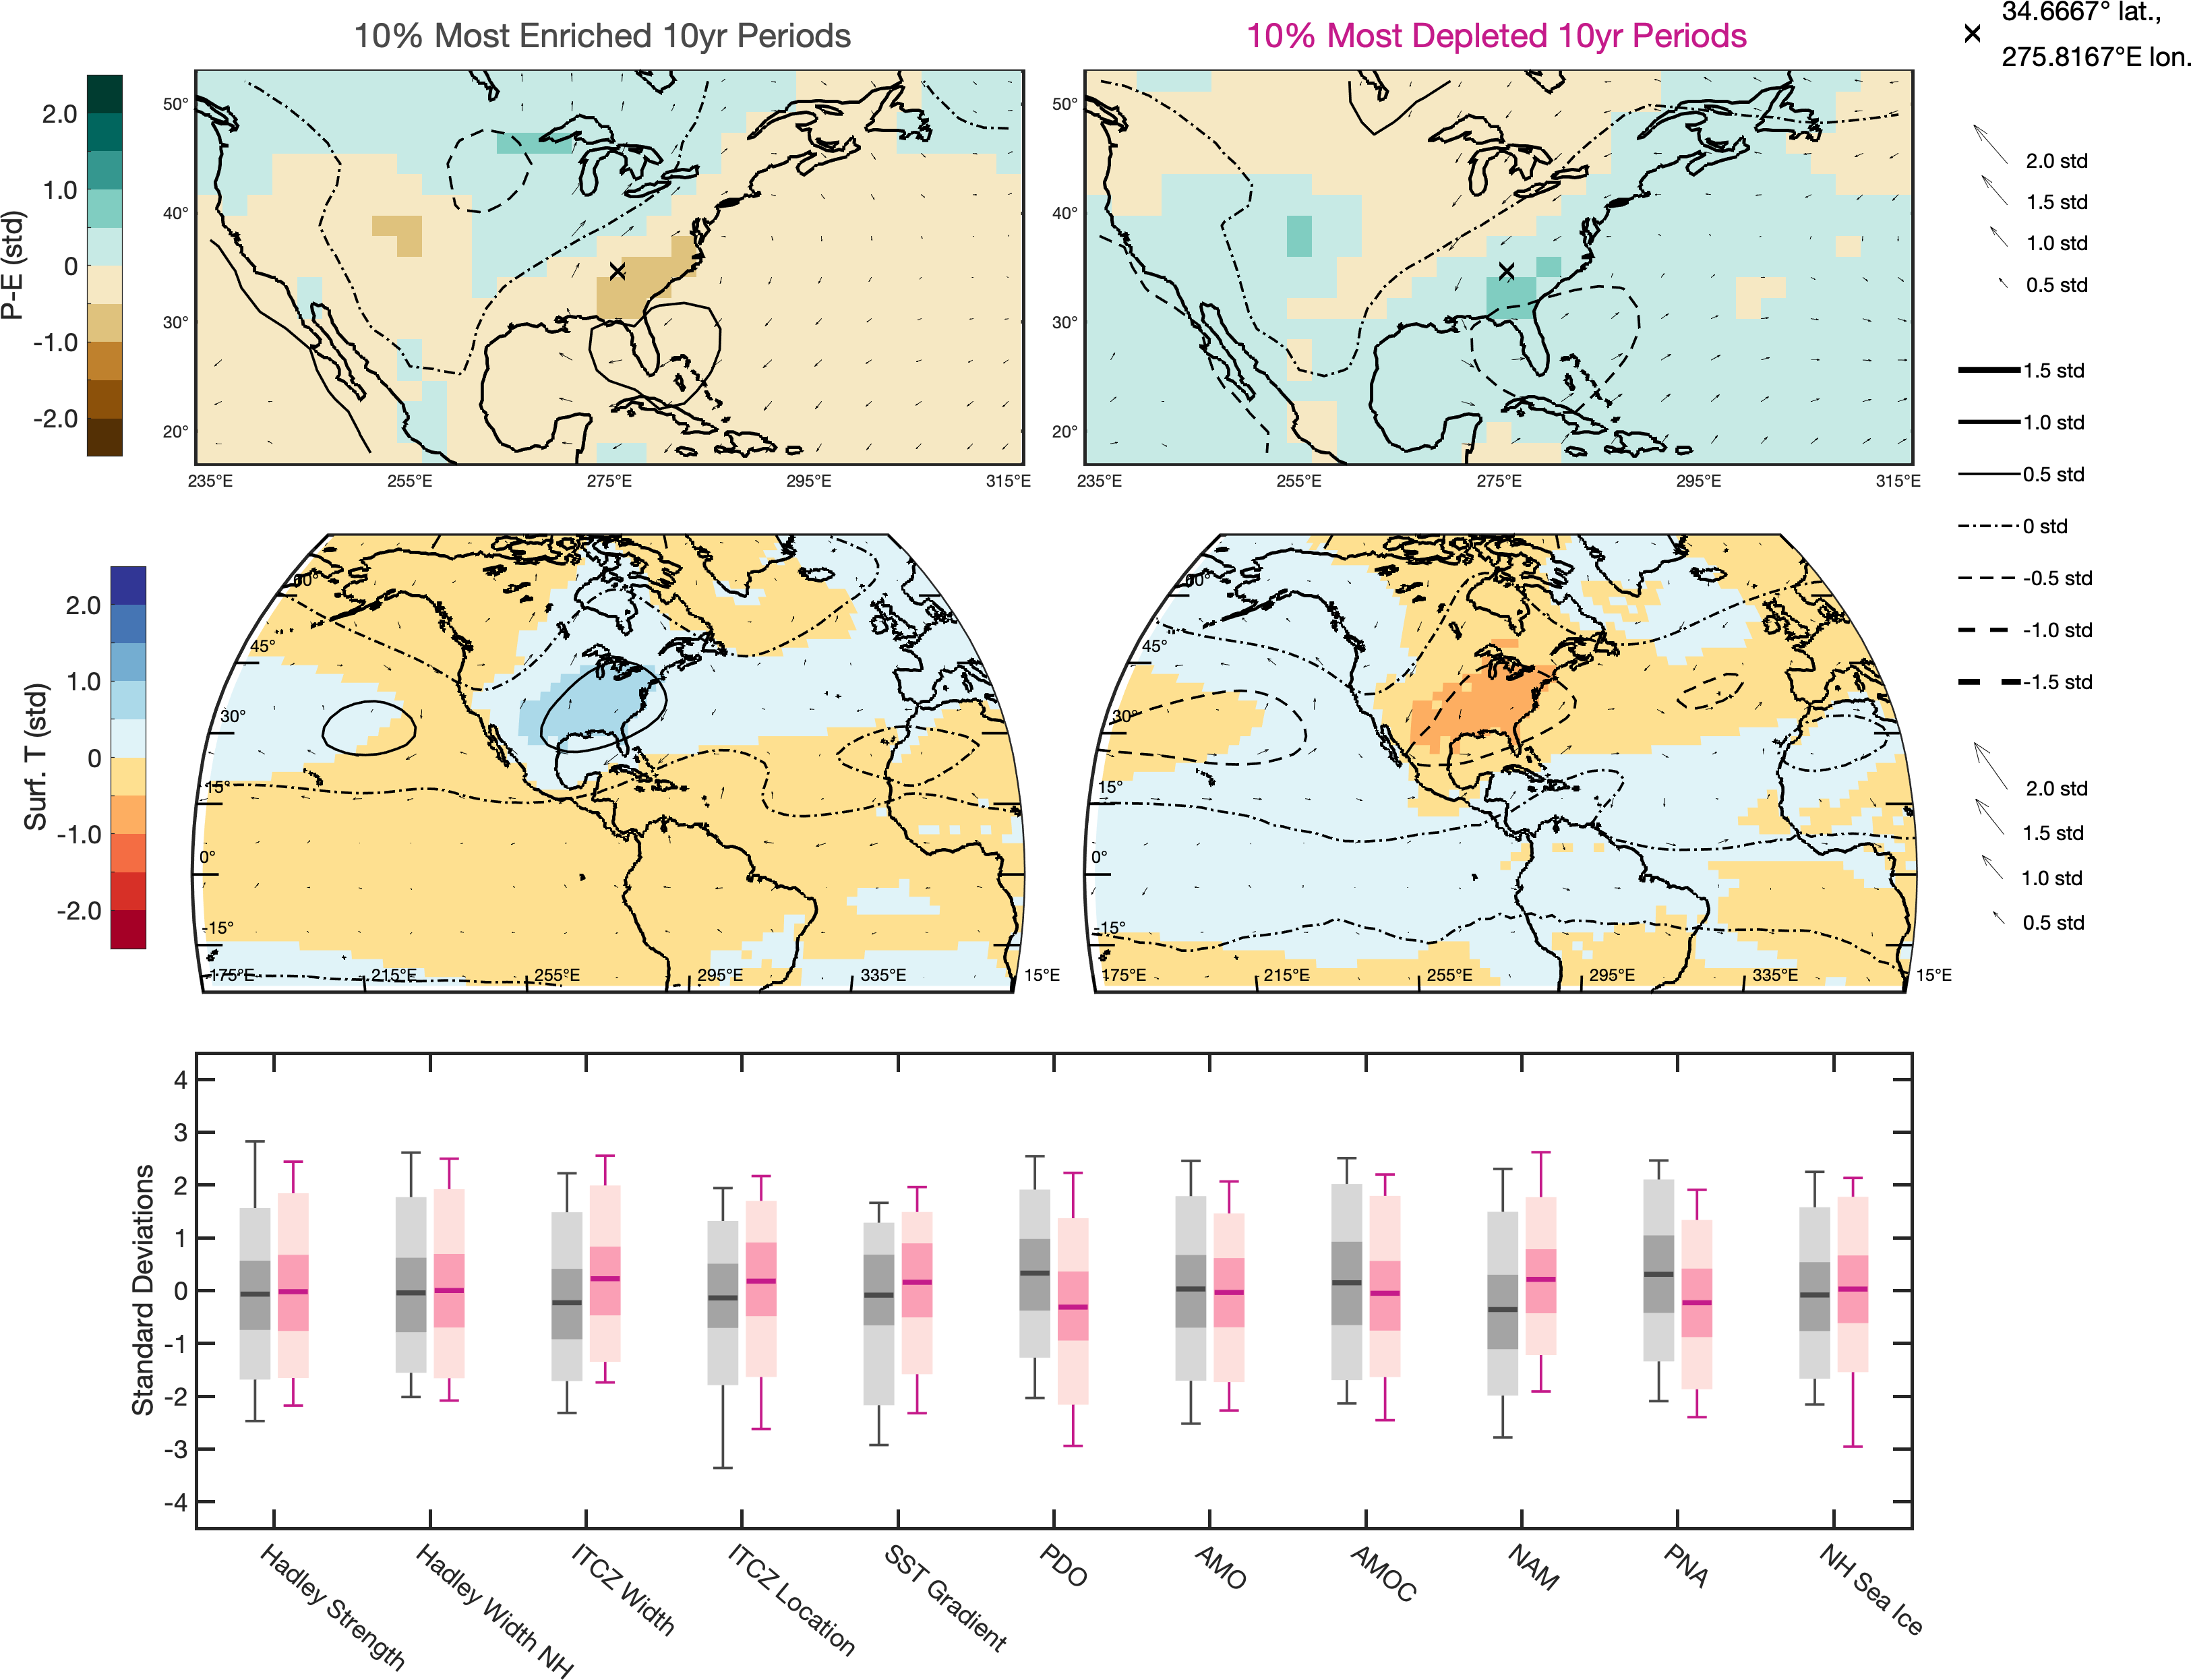 10% Most Enriched 10yr Periods
10% Most Depleted 10yr Periods
34.6667° lat.,
275.8167°E lon.
P-E (std)
2.0
1.0
0
-1.0
-2.0
50°
40°
30°
20°
235°E
255°E
275°E
295°E
315°E
50°
40°
30°
20°
235°E
255°E
275°E
295°E
315°E
2.0 std
1.5 std
1.0 std
0.5 std
1.5 std
1.0 std
0.5 std
0 std
-0.5 std
-1.0 std
-1.5 std
Surf. T (std)
2.0
1.0
0
-1.0
-2.0
60°
45°
30°
15°
0°
-15°
175°E
215°E
255°E
295°E
335°E
15°E
60°
45°
30°
15°
0°
-15°
175°E
215°E
255°E
295°E
335°E
15°E
2.0 std
1.5 std
1.0 std
0.5 std
Standard Deviations
4
3
2
1
0
-1
-2
-3
-4
Hadley Strength
Hadley Width NH
ITCZ Width
ITCZ Location
SST Gradient
PDO
AMO
AMOC
NAM
PNA
NH Sea Ice